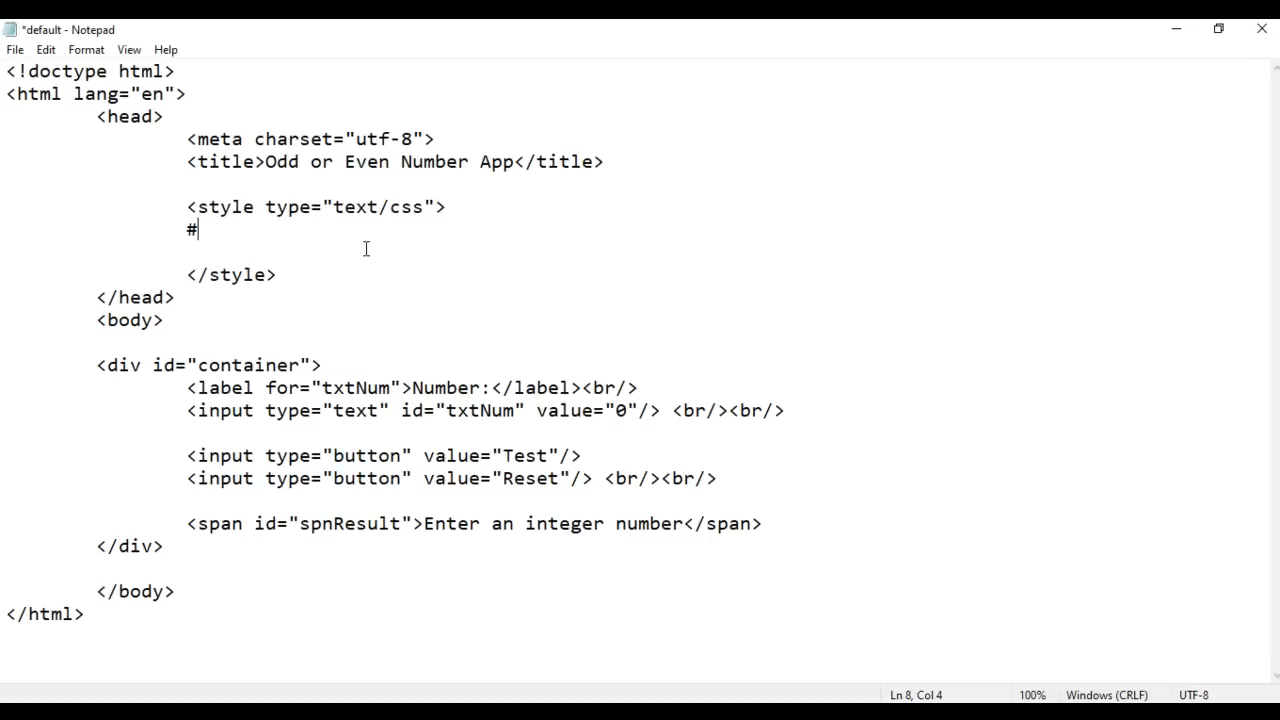 *default - Notepad
File Edit Format View Help
<!doctype html>
<html lang="en">
<head>
<meta charset="utf-8">
<title>Odd or Even Number App</title>
<style type="text/css">
#
</style>
</head>
<body>
<div id="container">
<label for="txtNum">Number:</label><br/>
<input type="text" id="txtNum" value="0"/> <br/><br/>
<input type="button" value="Test"/>
<input type="button" value="Reset"/> <br/><br/>
<span id="spnResult">Enter an integer number</span>
</div>
</body>
</html>
Ln 8, Col 4 100% Windows (CRLF) UTF-8